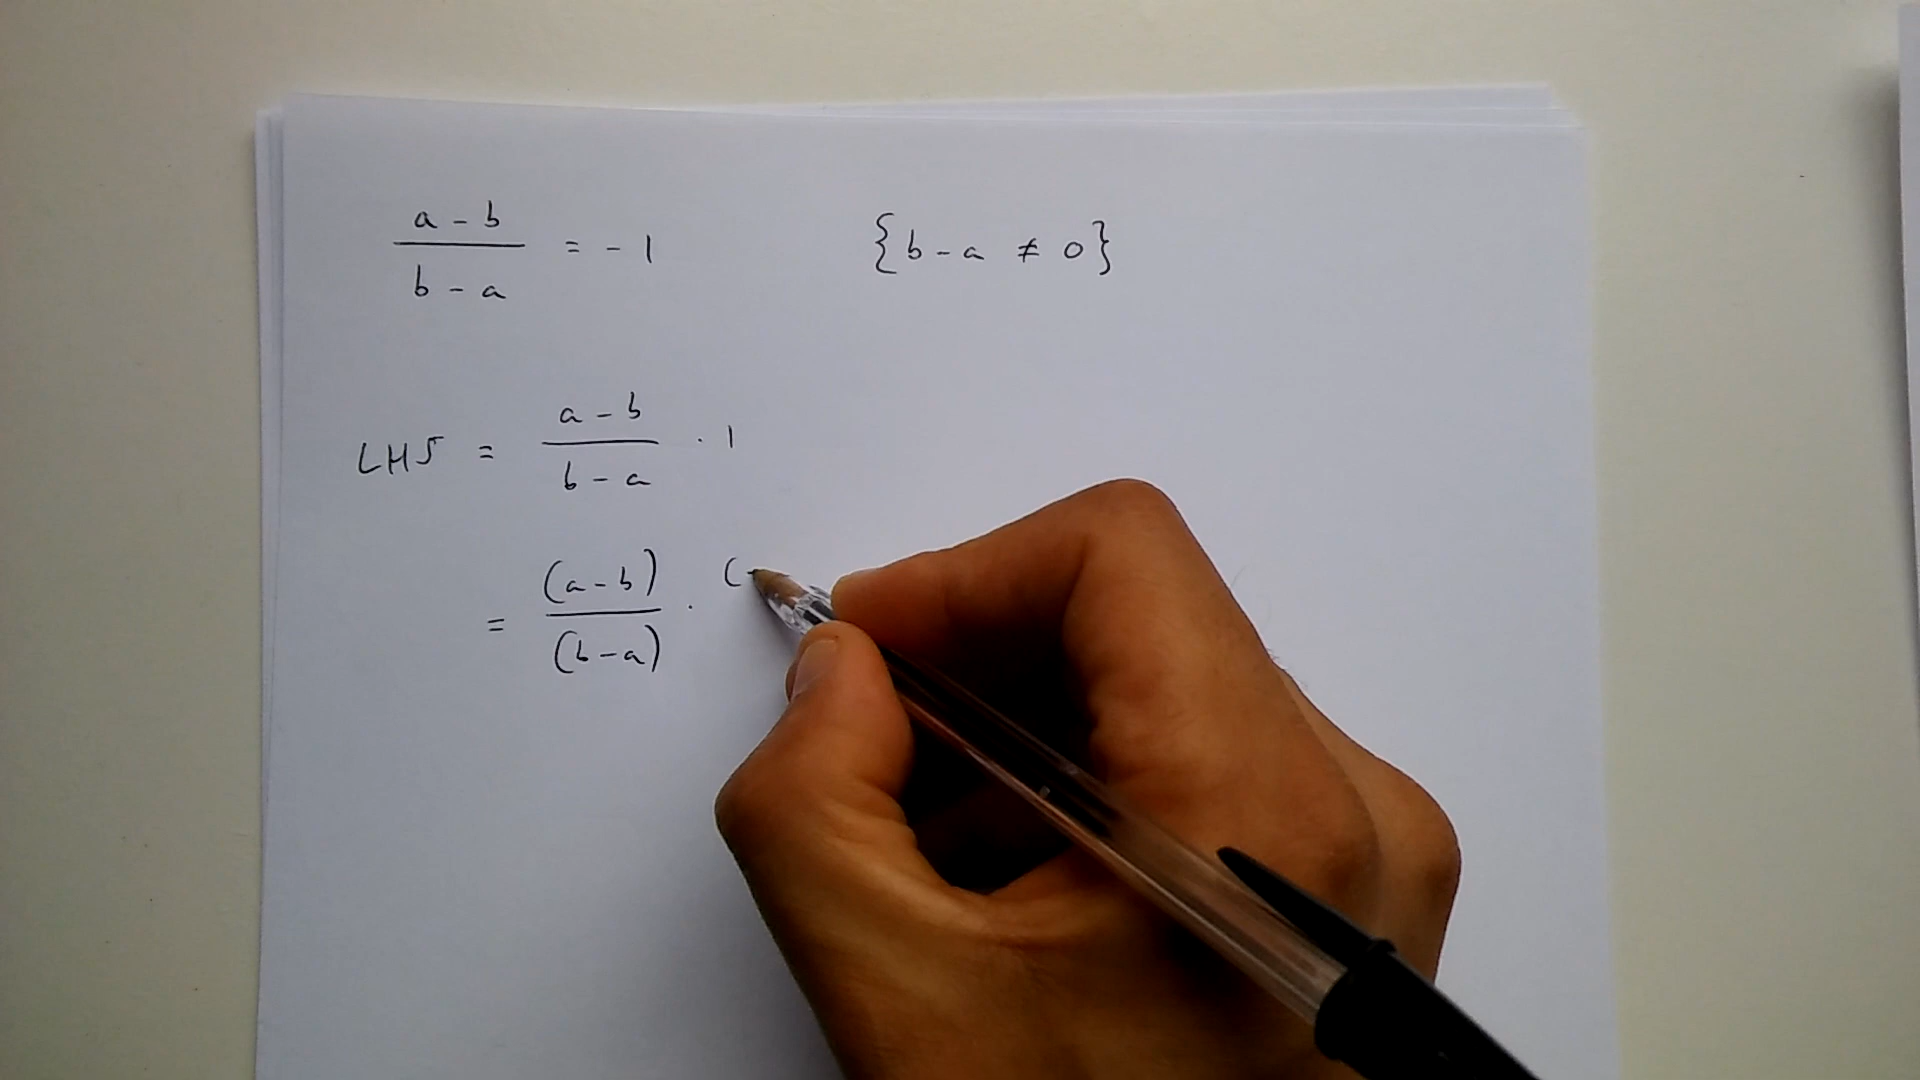 a - b / b - a = - 1 {b - a ≠ 0}
LHS = a - b / b - a . 1
= (a - b) / (b - a) . (-